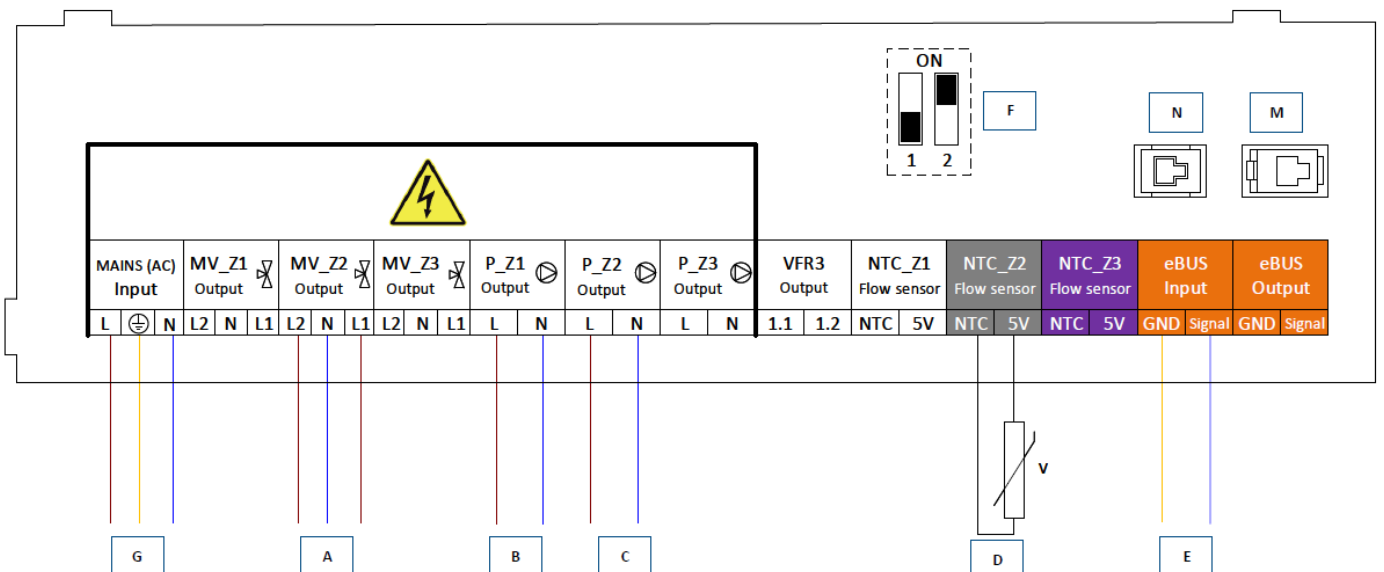 ON
1 2
F
N
M
MAINS (AC) Input
MV_Z1 Output
MV_Z2 Output
MV_Z3 Output
P_Z1 Output
P_Z2 Output
P_Z3 Output
VFR3 Output
NTC_Z1 Flow sensor
NTC_Z2 Flow sensor
NTC_Z3 Flow sensor
eBUS Input
eBUS Output
L N L2 N L1 L2 N L1 L2 N L1 L N L N L N 1.1 1.2 NTC 5V NTC 5V NTC 5V GND Signal GND Signal
V
G
A
B
C
D
E